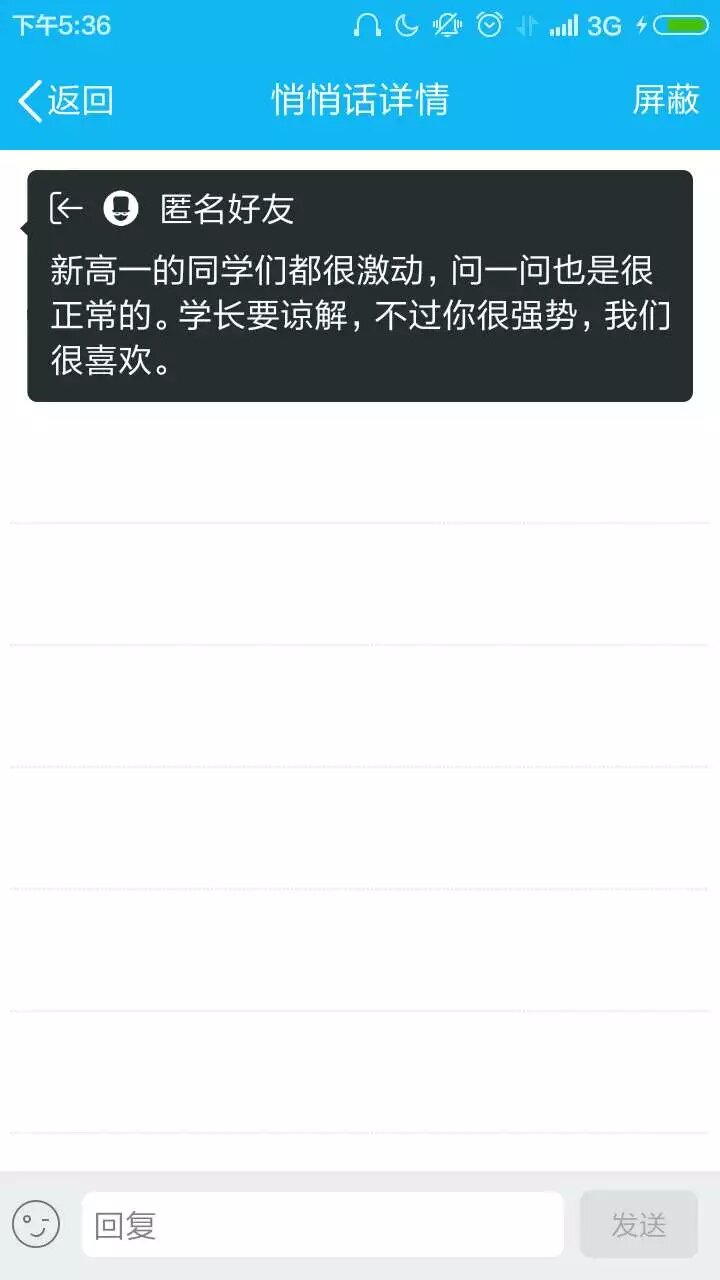 下午5:36 3G
返回 悄悄话详情 屏蔽
匿名好友
新高一的同学们都很激动，问一问也是很
正常的。学长要谅解，不过你很强势，我们
很喜欢。
回复 发送